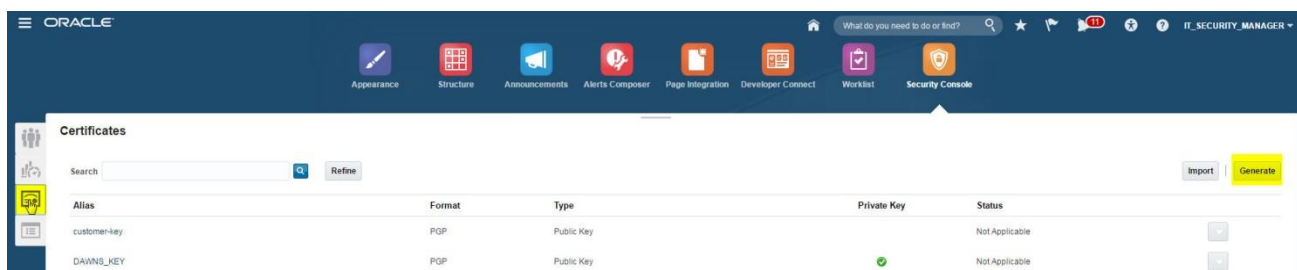 ORACLE
What do you need to do or find?
11
IT_SECURITY_MANAGER
Appearance
Structure
Announcements
Alerts Composer
Page Integration
Developer Connect
Worklist
Security Console
Certificates
Search
Refine
Import
Generate
Alias Format Type Private Key Status
customer-key PGP Public Key Not Applicable
DAWNS_KEY PGP Public Key Not Applicable